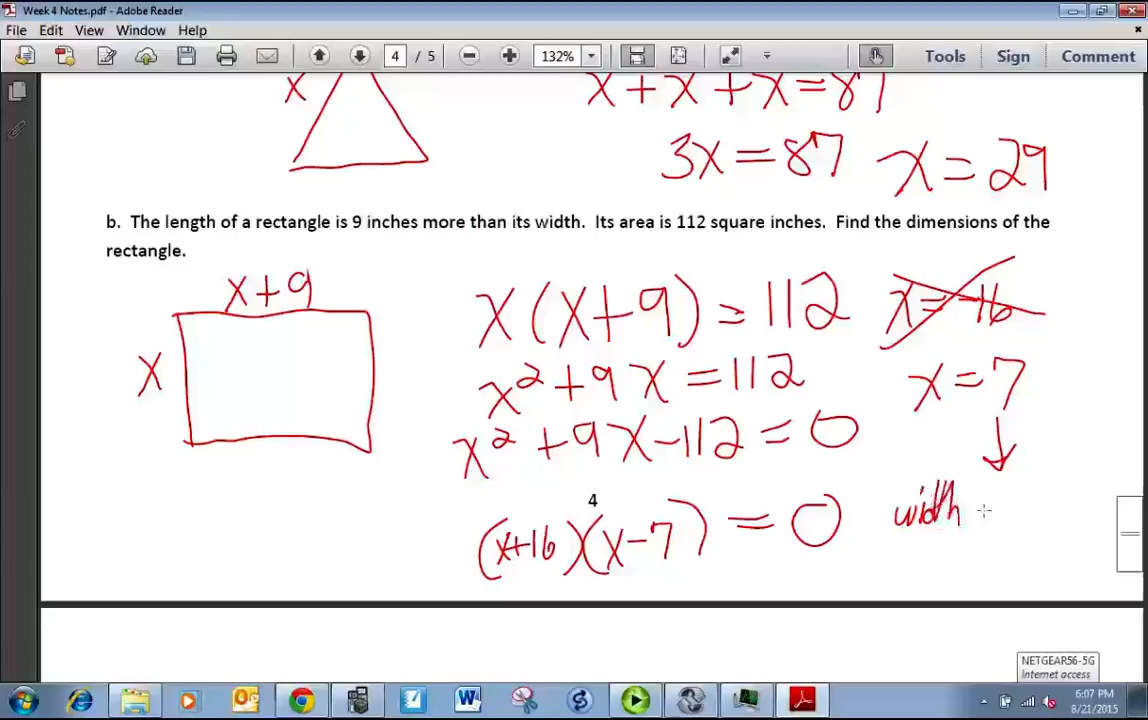 Week 4 Notes.pdf - Adobe Reader
File Edit View Window Help
4 / 5 132% Tools Sign Comment
x x + x + x = 87
3x = 87 x = 29
b. The length of a rectangle is 9 inches more than its width. Its area is 112 square inches. Find the dimensions of the
rectangle.
x+9
x
x(x+9) = 112
x² + 9x = 112
x² + 9x - 112 = 0
4
(x+16)(x-7) = 0
x = -16
x = 7
width
NETGEAR56-5G
Internet access
6:07 PM
8/21/2015